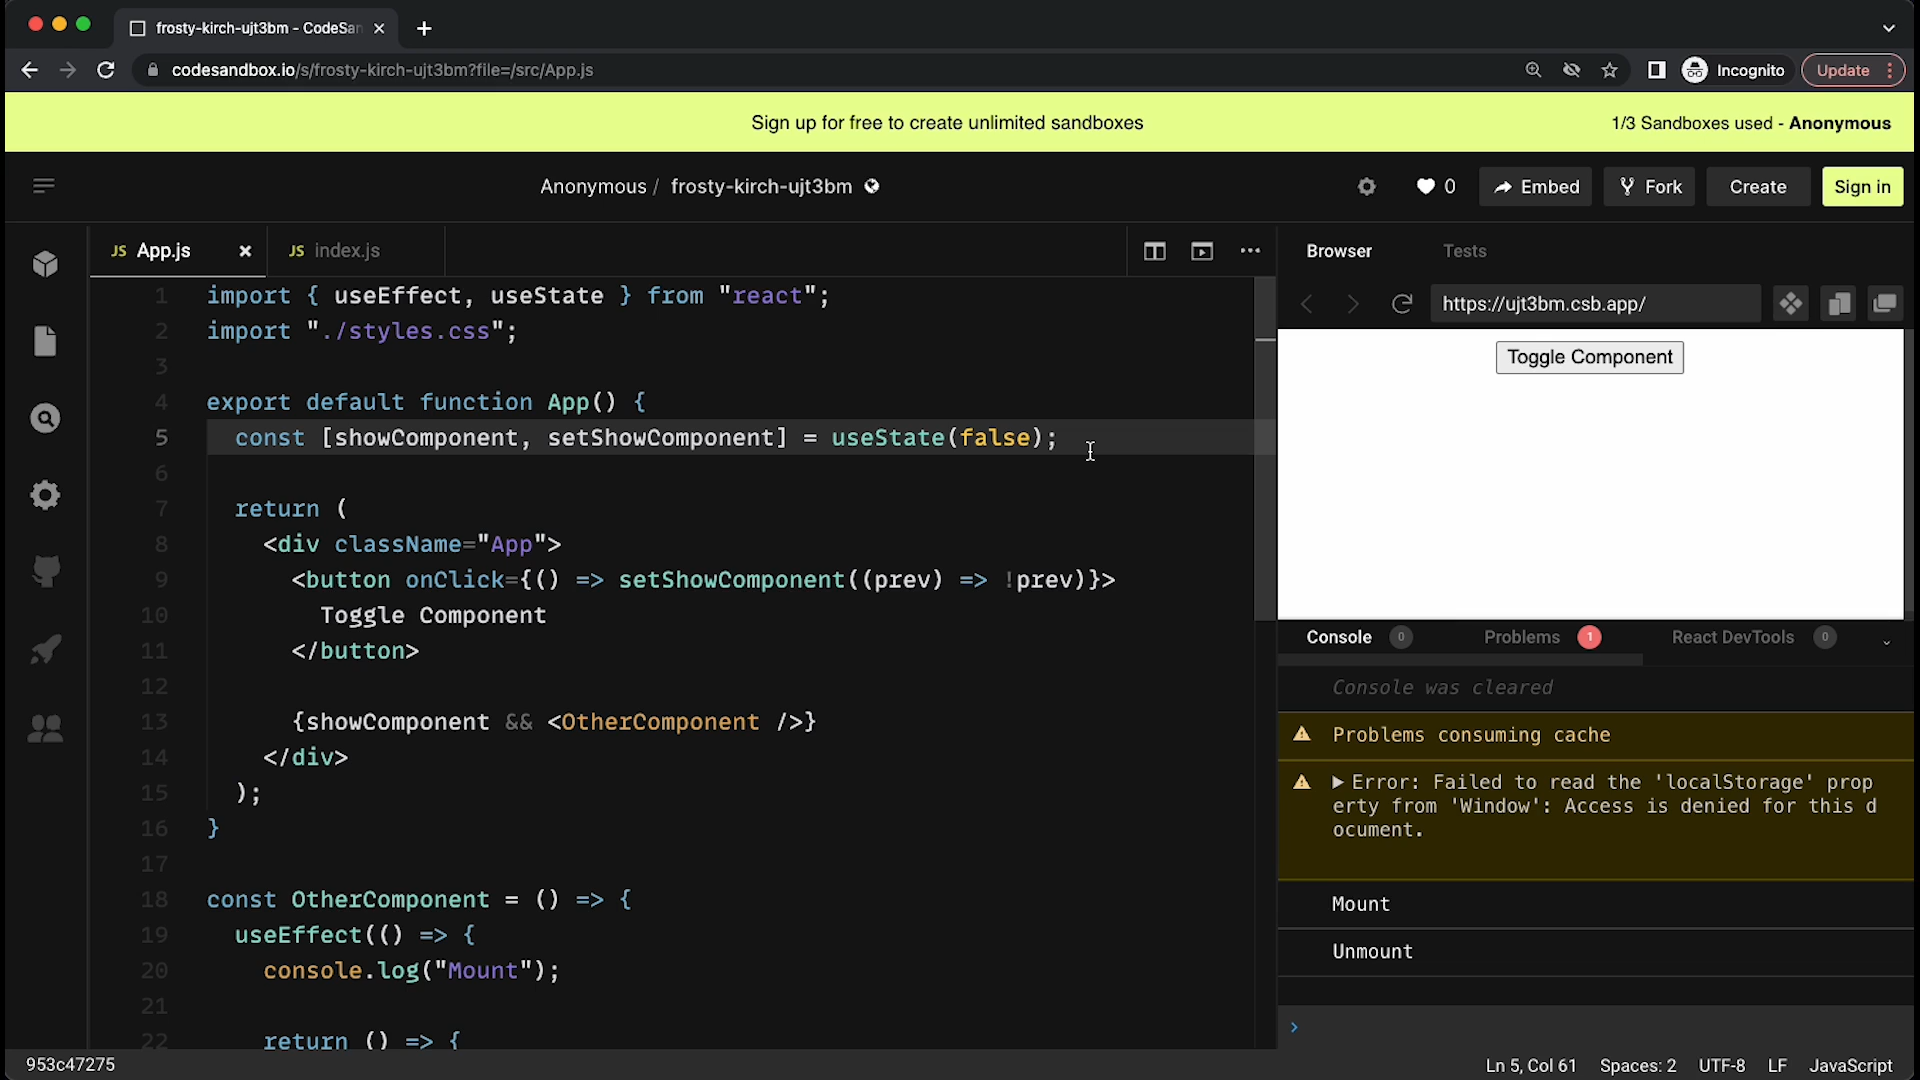 frosty-kirch-ujt3bm - CodeSan
codesandbox.io/s/frosty-kirch-ujt3bm?file=/src/App.js
Incognito
Update
Sign up for free to create unlimited sandboxes
1/3 Sandboxes used - Anonymous
Anonymous / frosty-kirch-ujt3bm
0
Embed
Fork
Create
Sign in
JS App.js
JS index.js
1 import { useEffect, useState } from "react";
2 import "./styles.css";
3
4 export default function App() {
5 const [showComponent, setShowComponent] = useState(false);
6
7 return (
8 <div className="App">
9 <button onClick={() => setShowComponent((prev) => !prev)}>
10 Toggle Component
11 </button>
12
13 {showComponent && <OtherComponent />}
14 </div>
15 );
16 }
17
18 const OtherComponent = () => {
19 useEffect(() => {
20 console.log("Mount");
21
22 return () => {
Browser
Tests
https://ujt3bm.csb.app/
Toggle Component
Console 0
Problems 1
React DevTools 0
Console was cleared
Problems consuming cache
Error: Failed to read the 'localStorage' prop
erty from 'Window': Access is denied for this d
ocument.
Mount
Unmount
953c47275
Ln 5, Col 61
Spaces: 2
UTF-8
LF
JavaScript